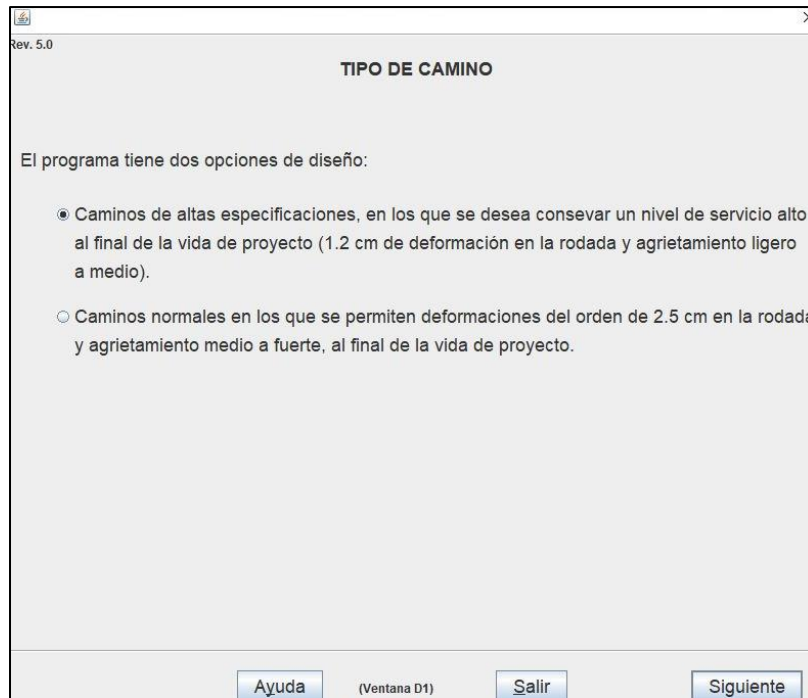 Rev. 5.0
TIPO DE CAMINO
El programa tiene dos opciones de diseño:
Caminos de altas especificaciones, en los que se desea consevar un nivel de servicio alto
al final de la vida de proyecto (1.2 cm de deformación en la rodada y agrietamiento ligero
a medio).
Caminos normales en los que se permiten deformaciones del orden de 2.5 cm en la rodada
y agrietamiento medio a fuerte, al final de la vida de proyecto.
Ayuda (Ventana D1) Salir Siguiente